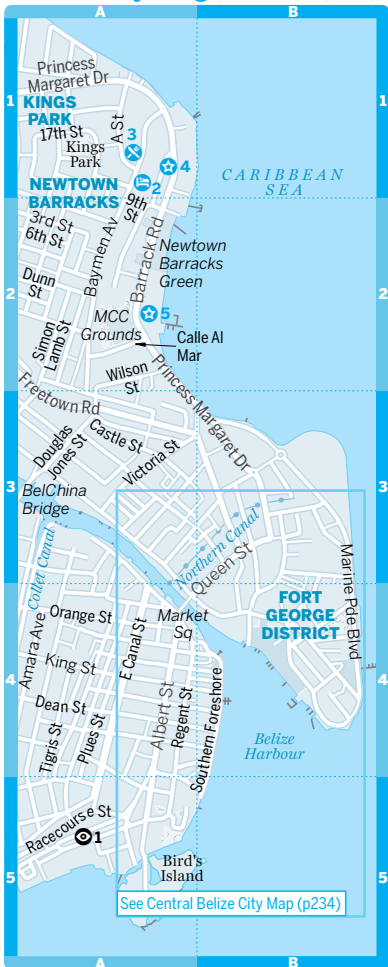 A
B
1
1
Princess
Margaret Dr
KINGS
PARK
17th St
A St
3
Kings
Park
4
CARIBBEAN
SEA
NEWTOWN
BARRACKS
2
9th
St
3rd St
6th St
Baymen Av
Barrack Rd
Newtown
Barracks
Green
2
2
Dunn
St
MCC
Grounds
5
Simon
Lamb St
Calle Al
Mar
Wilson
St
Princess Margaret Dr
Freetown Rd
Castle St
Douglas
Jones St
Victoria St
3
3
BelChina
Bridge
Northern Canal
Queen St
Collet Canal
Marine Pde Blvd
FORT
GEORGE
DISTRICT
Orange St
Market
Sq
Amara Ave
E Canal St
King St
4
4
Albert St
Regent St
Southern Foreshore
Dean St
Tigris St
Plues St
Belize
Harbour
Racecourse St
1
Bird's
Island
5
5
See Central Belize City Map (p234)
A
B